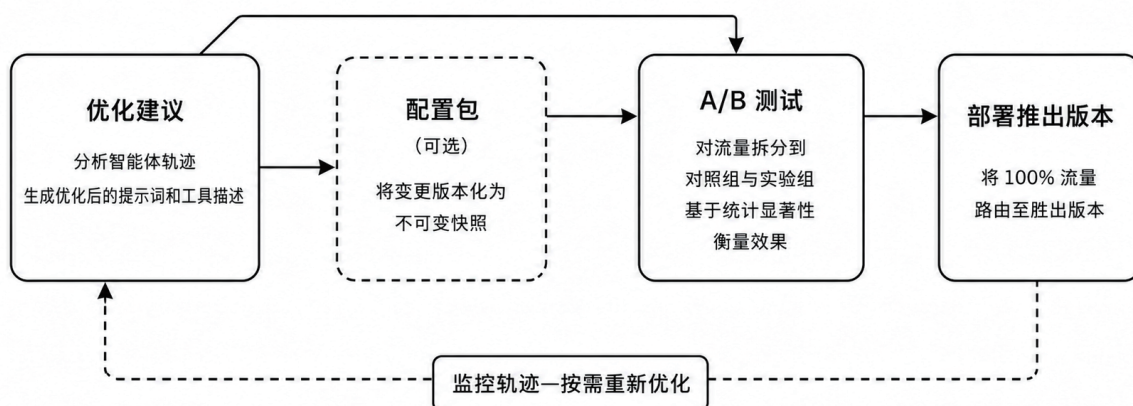 优化建议
分析智能体轨迹
生成优化后的提示词和工具描述
配置包
（可选）
将变更版本化为
不可变快照
A/B 测试
对流量拆分到
对照组与实验组
基于统计显著性
衡量效果
部署推出版本
将 100% 流量
路由至胜出版本
监控轨迹—按需重新优化